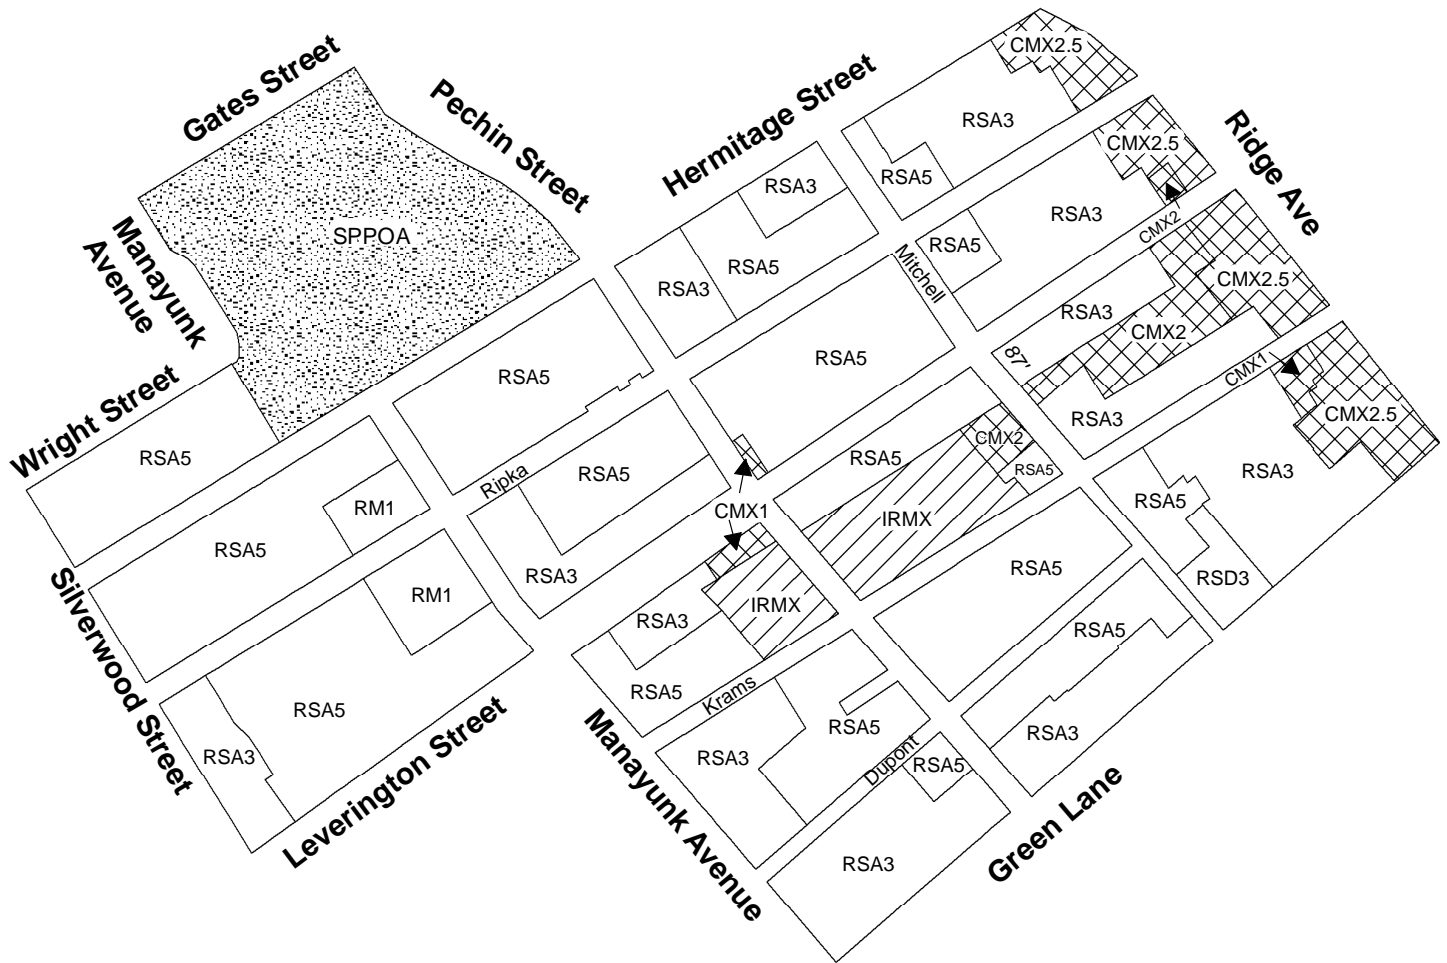 CMX2.5
Gates Street
Pechin Street
Hermitage Street
RSA3
Ridge Ave
CMX2.5
RSA5
RSA3
RSA3
CMX2
SPPOA
Manayunk
Avenue
RSA5
Mitchell
RSA5
RSA3
CMX2.5
RSA3
CMX2
87'
RSA5
RSA5
CMX1
Wright Street
RSA3
CMX2.5
RSA5
RSA5
CMX2
RSA5
RSA3
RSA5
Ripka
RSA5
RM1
CMX1
IRMX
RSA5
RSA3
RSA5
RSD3
RM1
IRMX
RSA3
RSA5
Silverwood Street
RSA5
Krams
RSA5
RSA3
Leverington Street
RSA3
RSA5
RSA3
Manayunk Avenue
Dupont
RSA5
Green Lane
RSA3